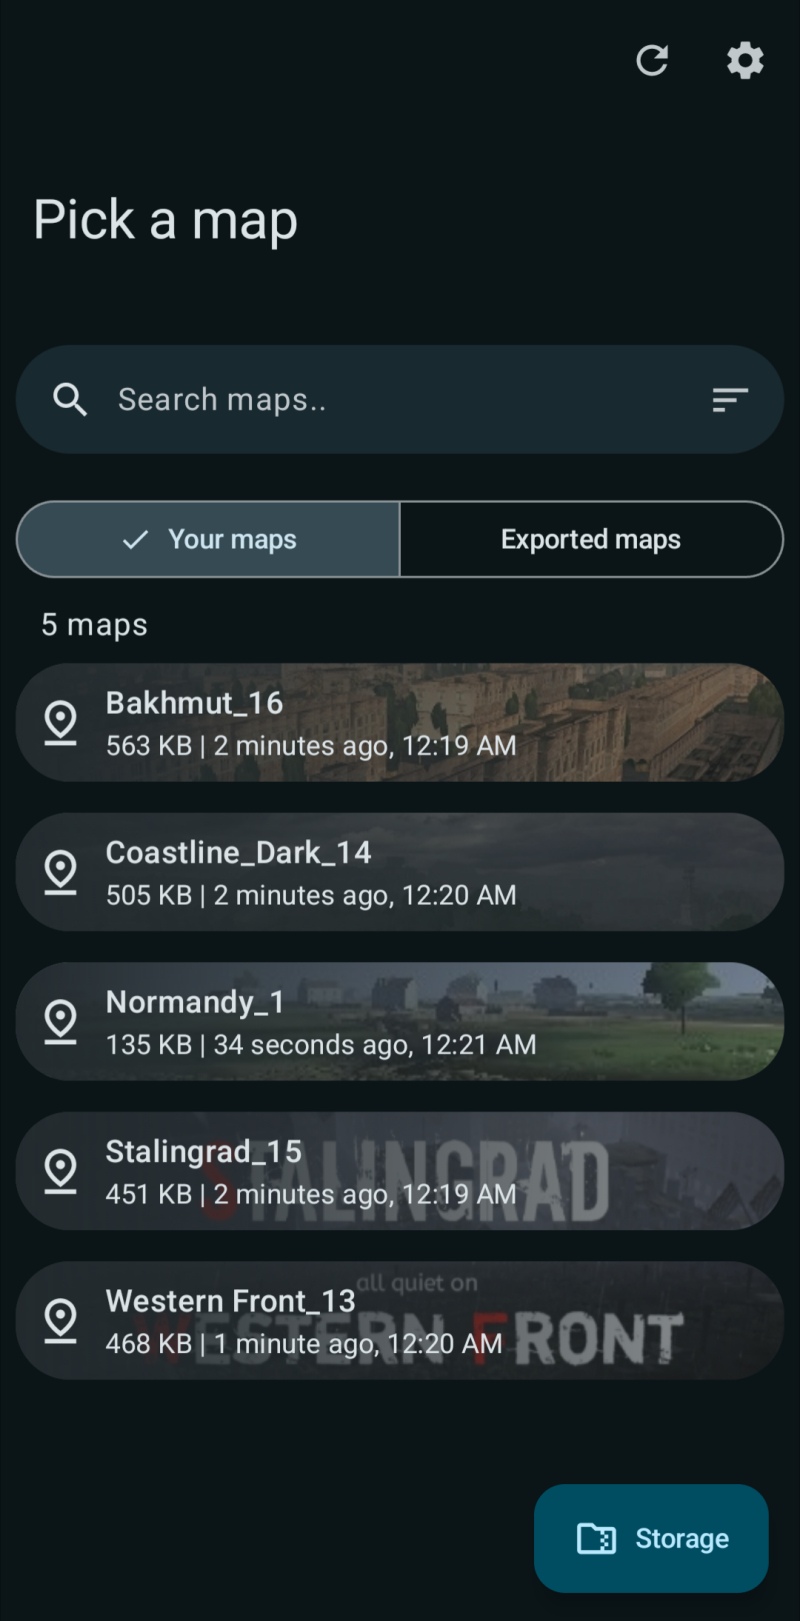 Pick a map
Search maps..
Your maps
Exported maps
5 maps
Bakhmut_16
563 KB | 2 minutes ago, 12:19 AM
Coastline_Dark_14
505 KB | 2 minutes ago, 12:20 AM
Normandy_1
135 KB | 34 seconds ago, 12:21 AM
Stalingrad_15
STALINGRAD
451 KB | 2 minutes ago, 12:19 AM
all quiet on
Western Front_13
WESTERN FRONT
468 KB | 1 minute ago, 12:20 AM
Storage